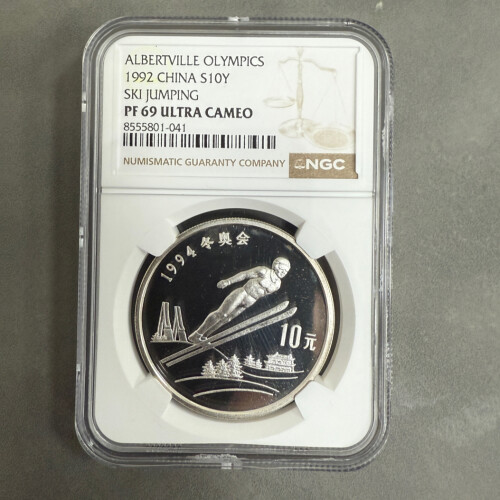 ALBERTVILLE OLYMPICS
1992 CHINA S10Y
SKI JUMPING
PF 69 ULTRA CAMEO
8555801-041
NUMISMATIC GUARANTY COMPANY
NGC
1994冬奥会
10元